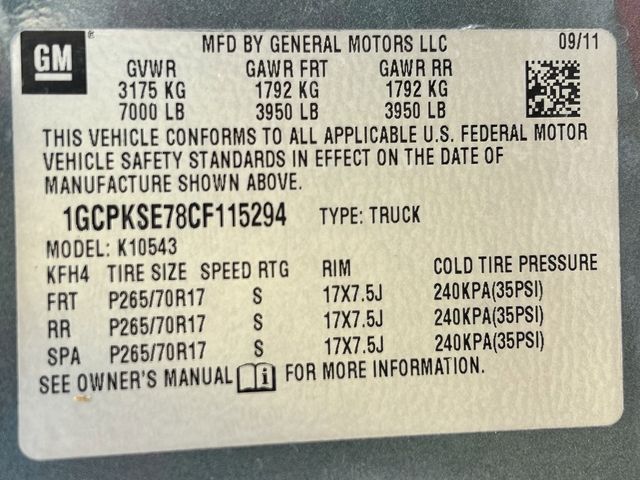 GM ® MFD BY GENERAL MOTORS LLC 09/11
GVWR GAWR FRT GAWR RR
3175 KG 1792 KG 1792 KG
7000 LB 3950 LB 3950 LB
THIS VEHICLE CONFORMS TO ALL APPLICABLE U.S. FEDERAL MOTOR
VEHICLE SAFETY STANDARDS IN EFFECT ON THE DATE OF
MANUFACTURE SHOWN ABOVE.
1GCPKSE78CF115294 TYPE: TRUCK
MODEL: K10543
KFH4 TIRE SIZE SPEED RTG RIM COLD TIRE PRESSURE
FRT P265/70R17 S 17X7.5J 240KPA(35PSI)
RR P265/70R17 S 17X7.5J 240KPA(35PSI)
SPA P265/70R17 S 17X7.5J 240KPA(35PSI)
SEE OWNER'S MANUAL i FOR MORE INFORMATION.